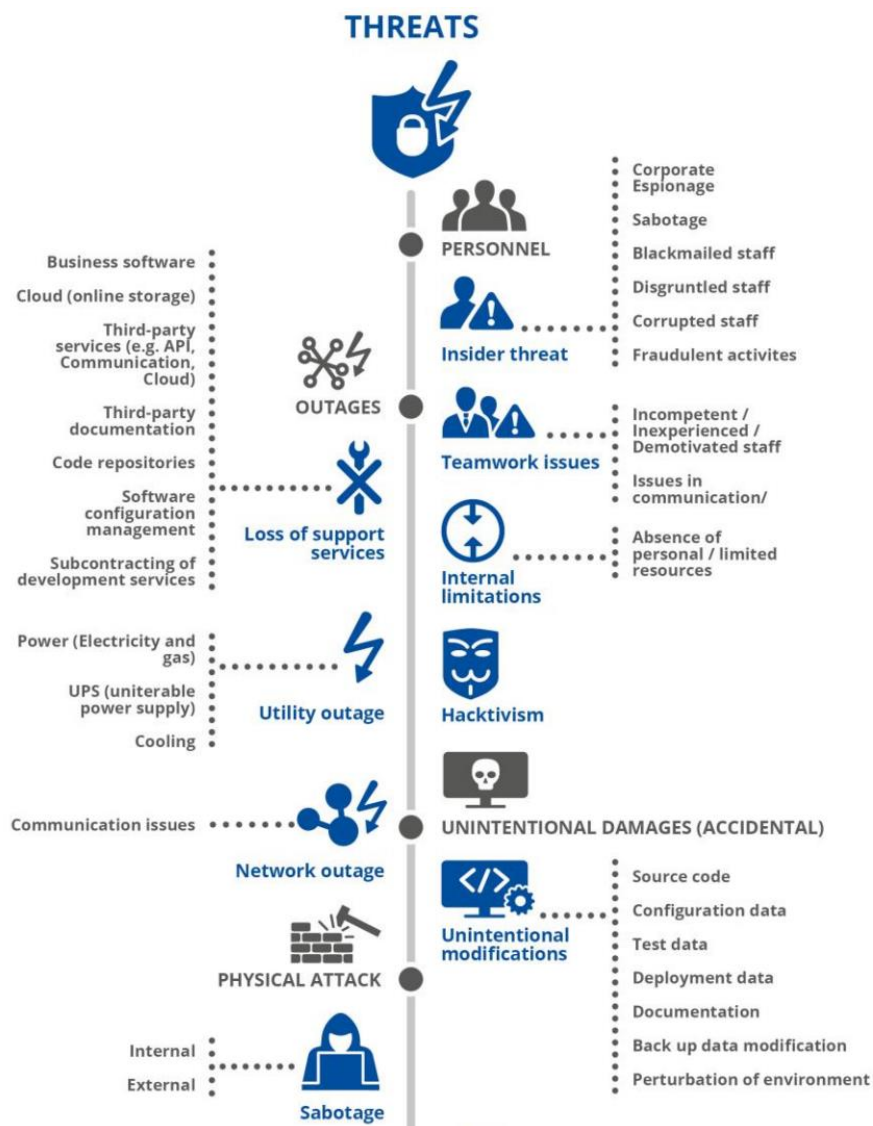 THREATS
PERSONNEL
Insider threat
Corporate
Espionage
Sabotage
Blackmailed staff
Disgruntled staff
Corrupted staff
Fraudulent activites
Teamwork issues
Incompetent /
Inexperienced /
Demotivated staff
Issues in
communication/
Internal
limitations
Absence of
personal / limited
resources
Hacktivism
OUTAGES
Loss of support
services
Business software
Cloud (online storage)
Third-party
services (e.g. API,
Communication,
Cloud)
Third-party
documentation
Code repositories
Software
configuration
management
Subcontracting of
development services
Utility outage
Power (Electricity and
gas)
UPS (uniterable
power supply)
Cooling
Network outage
Communication issues
UNINTENTIONAL DAMAGES (ACCIDENTAL)
Unintentional
modifications
Source code
Configuration data
Test data
Deployment data
Documentation
Back up data modification
Perturbation of environment
PHYSICAL ATTACK
Sabotage
Internal
External